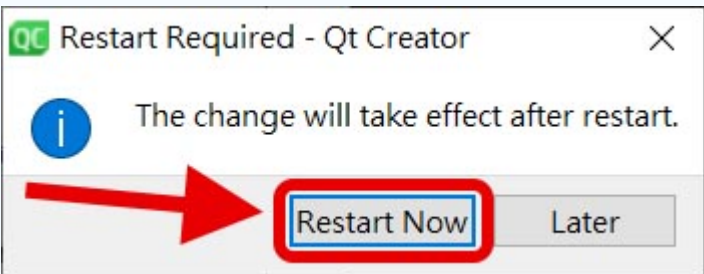 QC Restart Required - Qt Creator
The change will take effect after restart.
Restart Now Later